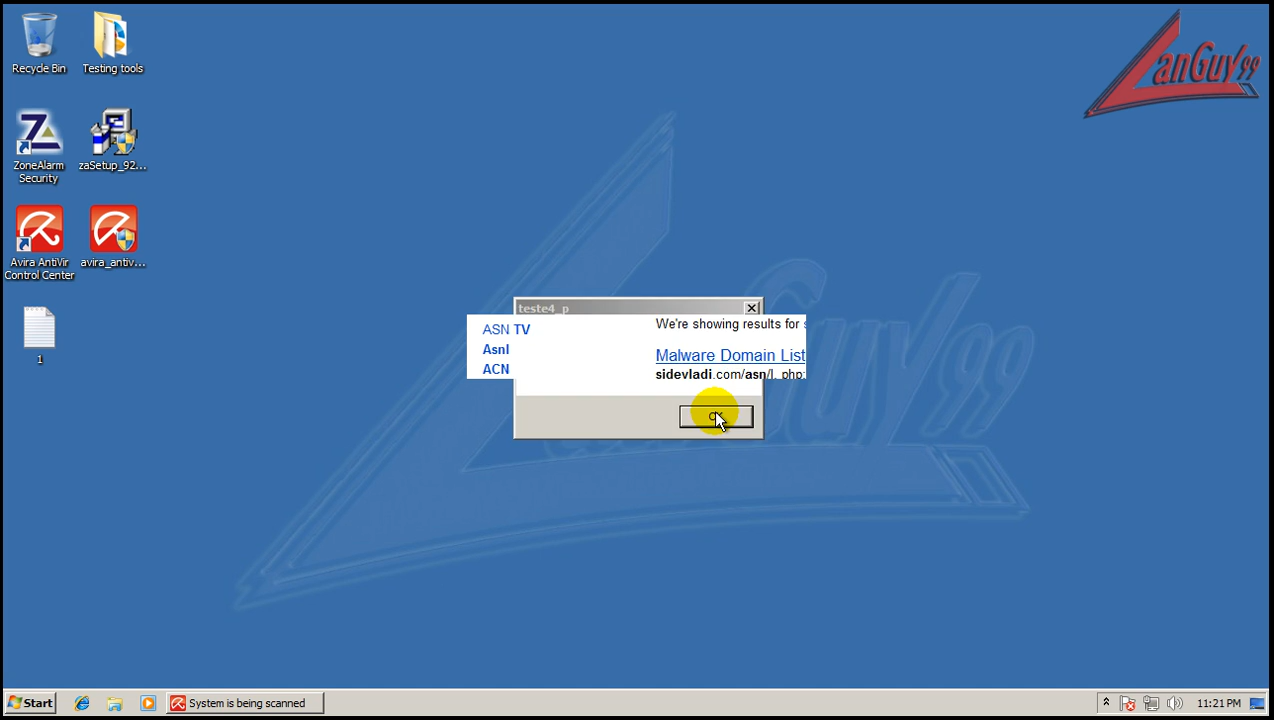 Recycle Bin
Testing tools
ZoneAlarm
Security
zaSetup_92...
Avira AntiVir
Control Center
avira_antiv...
1
LanGuy99
LanGuy99
teste4_p
ASN TV
Asnl
ACN
We're showing results for
Malware Domain List
sidevladi.com/asn/]. php:
Start
System is being scanned
11:21 PM